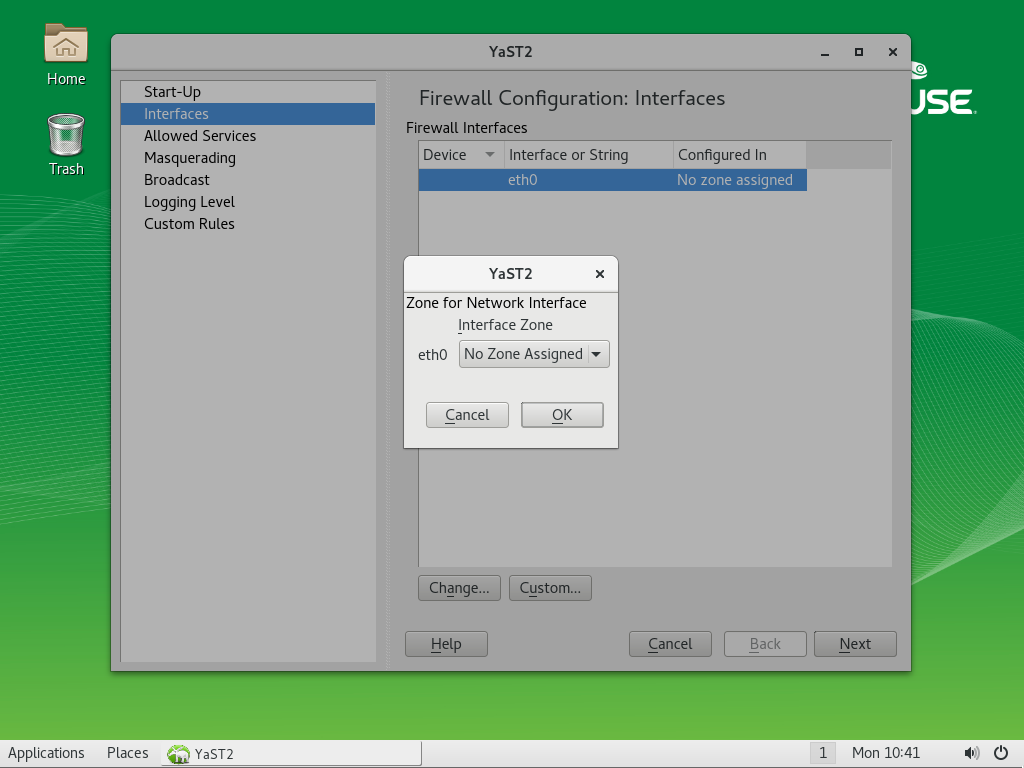 Home
Trash
YaST2
USE
Start-Up
Interfaces
Allowed Services
Masquerading
Broadcast
Logging Level
Custom Rules
Firewall Configuration: Interfaces
Firewall Interfaces
Device Interface or String Configured In
eth0 No zone assigned
YaST2
Zone for Network Interface
Interface Zone
eth0 No Zone Assigned
Cancel OK
Change... Custom...
Help Cancel Back Next
Applications Places YaST2 1 Mon 10:41